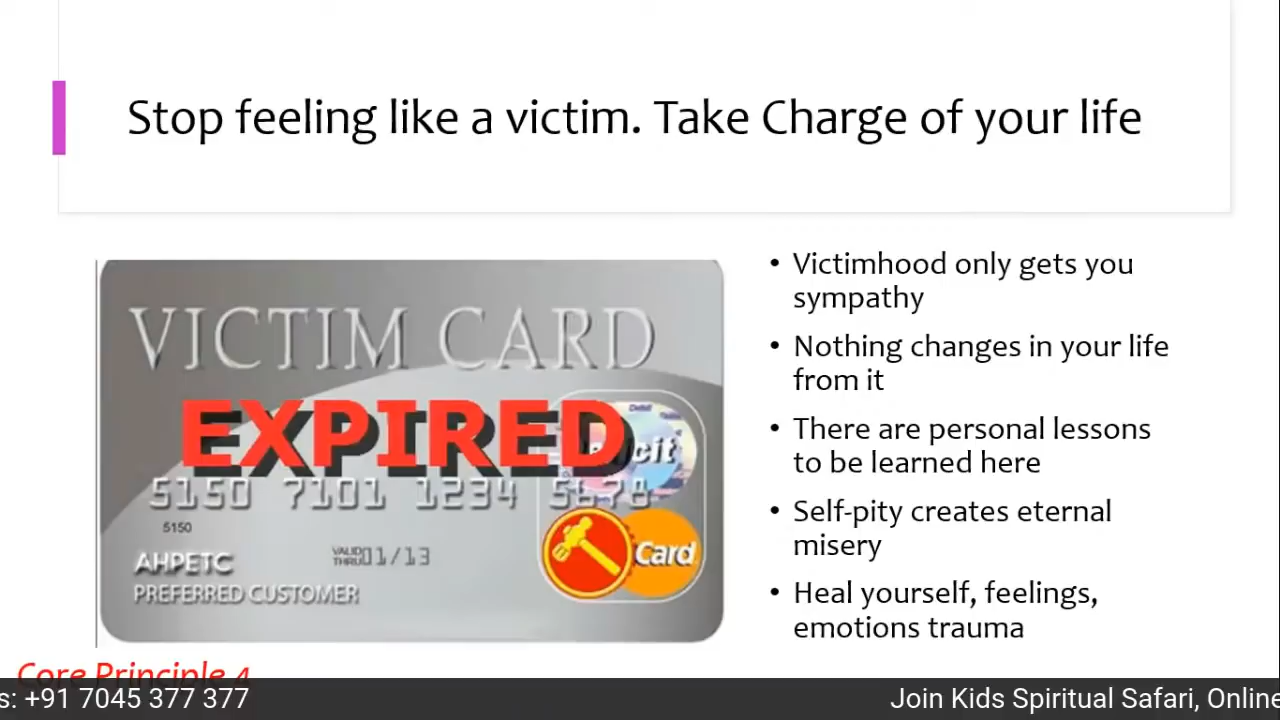 Stop feeling like a victim. Take Charge of your life
VICTIM CARD
EXPIRED
5150 7101 1234 5678
5150
AHPETC
VALID
THRU 01/13
PREFERRED CUSTOMER
Debit
Card
• Victimhood only gets you
sympathy
• Nothing changes in your life
from it
• There are personal lessons
to be learned here
• Self-pity creates eternal
misery
• Heal yourself, feelings,
emotions trauma
Core Principle 4
s: +91 7045 377 377
Join Kids Spiritual Safari, Online